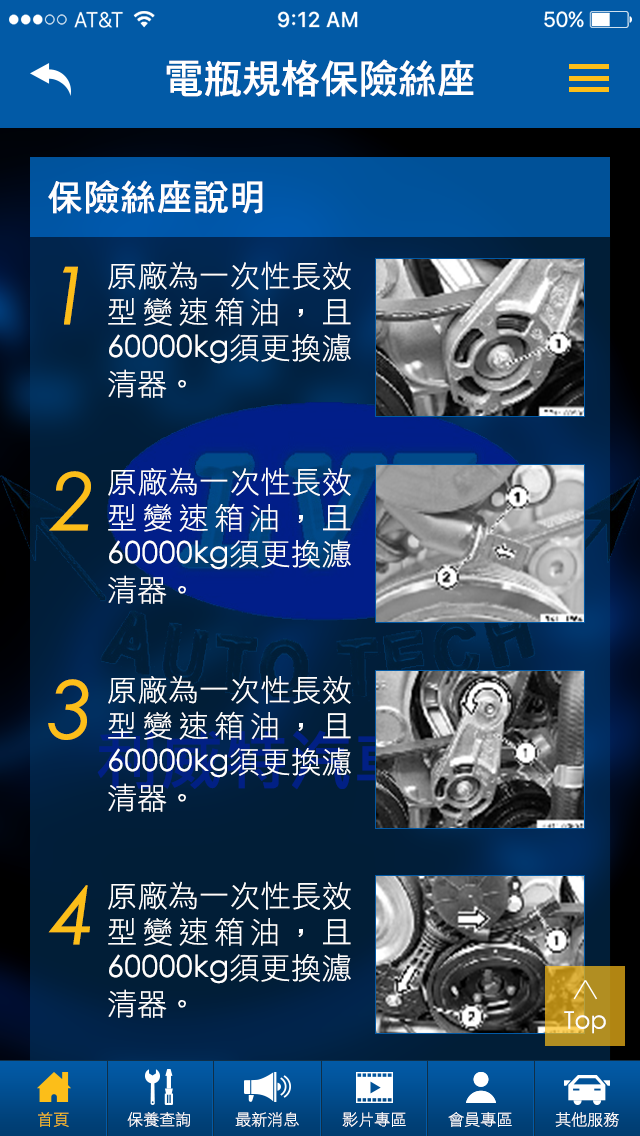 AT&T 9:12 AM 50%
電瓶規格保險絲座
保險絲座說明
1
原廠為一次性長效
型變速箱油，且
60000kg須更換濾
清器。
1
2
原廠為一次性長效
型變速箱油，且
60000kg須更換濾
清器。
1
2
AUTO TECH
3
原廠為一次性長效
型變速箱油，且
60000kg須更換濾
清器。
1
4
原廠為一次性長效
型變速箱油，且
60000kg須更換濾
清器。
1
2
Top
首頁 保養查詢 最新消息 影片專區 會員專區 其他服務